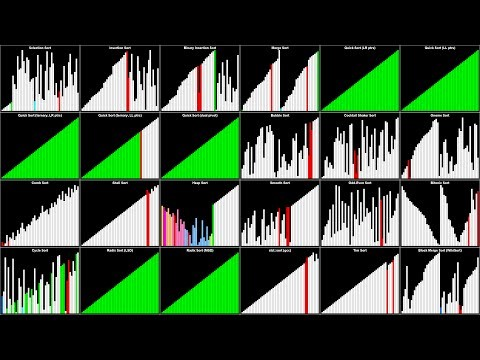 Selection Sort
Insertion Sort
Binary Insertion Sort
Merge Sort
Quick Sort (LR ptrs)
Quick Sort (LL ptrs)
Quick Sort (ternary, LR ptrs)
Quick Sort (ternary, LL ptrs)
Quick Sort (dual pivot)
Bubble Sort
Cocktail Shaker Sort
Gnome Sort
Comb Sort
Shell Sort
Heap Sort
Smooth Sort
Odd-Even Sort
Bitonic Sort
Cycle Sort
Radix Sort (LSD)
Radix Sort (MSD)
std::sort (gcc)
Tim Sort
Block Merge Sort (WikiSort)